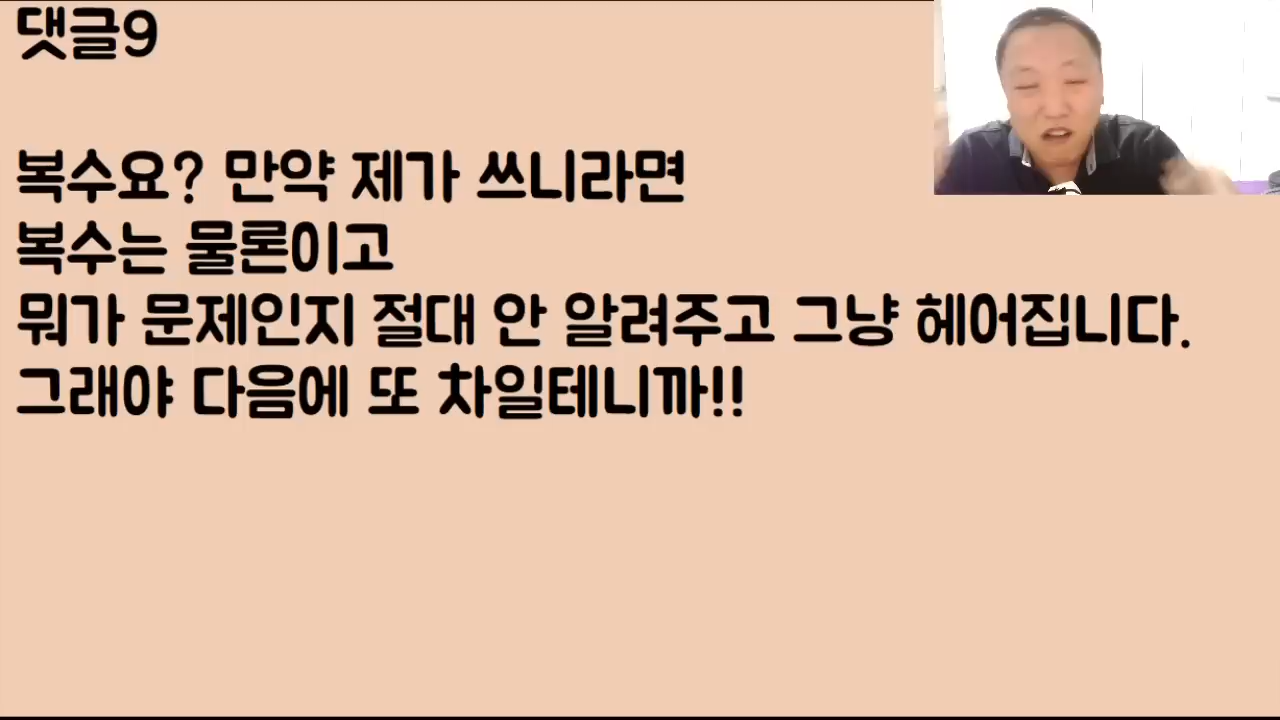 댓글9
복수요? 만약 제가 쓰니라면
복수는 물론이고
뭐가 문제인지 절대 안 알려주고 그냥 헤어집니다.
그래야 다음에 또 차일테니까!!